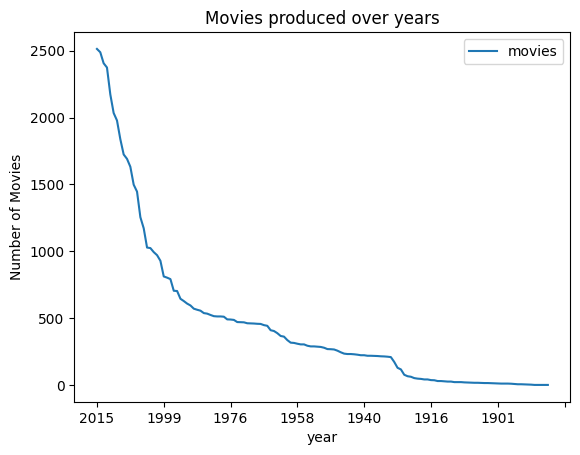 Movies produced over years
movies
Number of Movies
2500
2000
1500
1000
500
0
2015 1999 1976 1958 1940 1916 1901
year